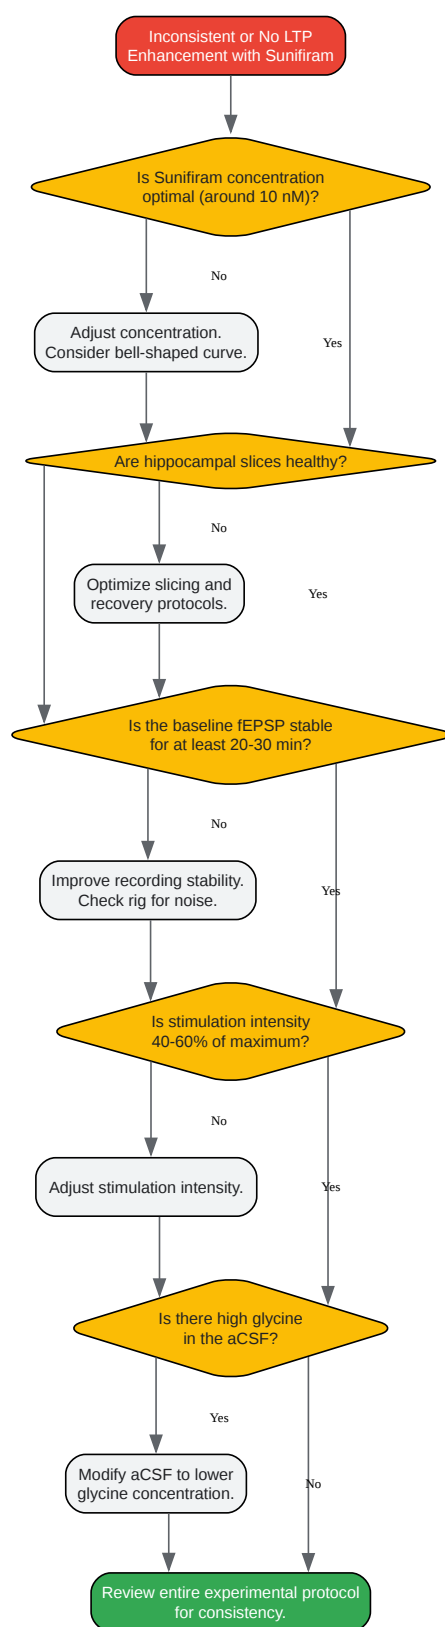 Inconsistent or No LTP
Enhancement with Sunifiram
Is Sunifiram concentration
optimal (around 10 nM)?
No
Adjust concentration.
Consider bell-shaped curve.
Yes
Are hippocampal slices healthy?
No
Optimize slicing and
recovery protocols.
Yes
Is the baseline fEPSP stable
for at least 20-30 min?
No
Improve recording stability.
Check rig for noise.
Yes
Is stimulation intensity
40-60% of maximum?
No
Adjust stimulation intensity.
Yes
Is there high glycine
in the aCSF?
Yes
Modify aCSF to lower
glycine concentration.
No
Review entire experimental protocol
for consistency.